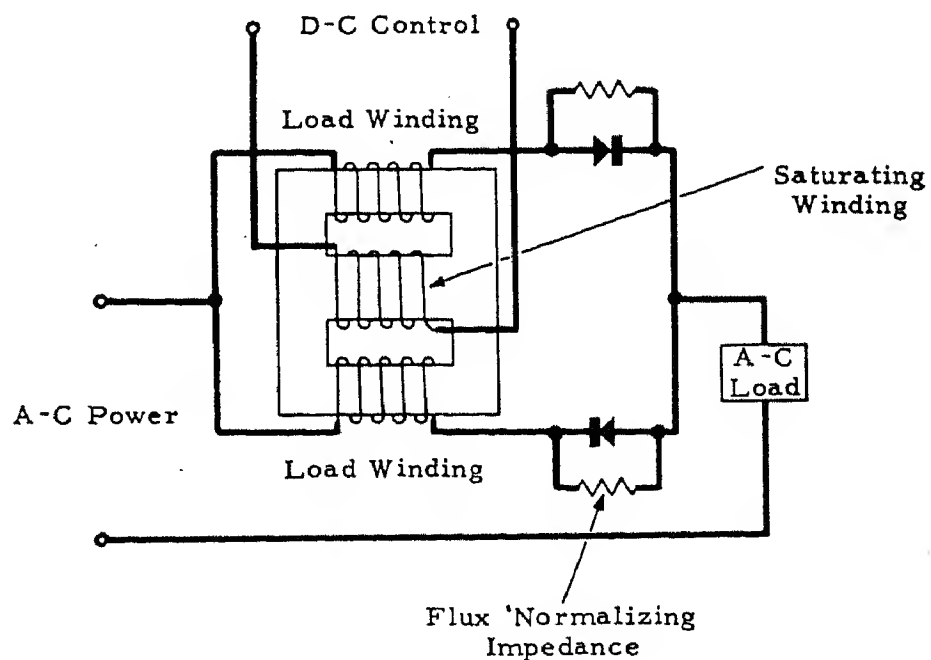 D-C Control
Load Winding
Saturating
Winding
A-C
Load
A-C Power
Load Winding
Flux 'Normalizing
Impedance